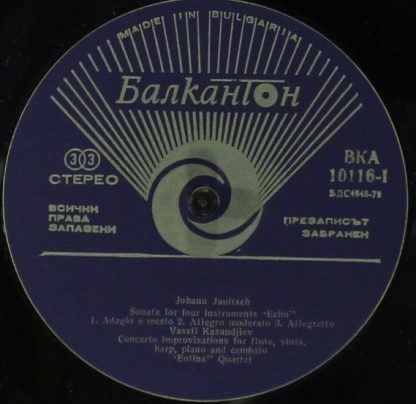 MADE IN BULGARIA
Балкантон
33
СТЕРЕО
ВКА
10116-I
БДС4048-79
ВСИЧКИ
ПРАВА
ЗАПАЗЕНИ
ПРЕЗАПИСЪТ
ЗАБРАНЕН
Johann Janitsch
Sonata for four instruments "Echo"
1. Adagio e mesto 2. Allegro moderato 3. Allegretto
Vassil Kazandjiev
Concerto improvisations for flute, viola,
harp, piano and cembalo
"Eolina" Quartet